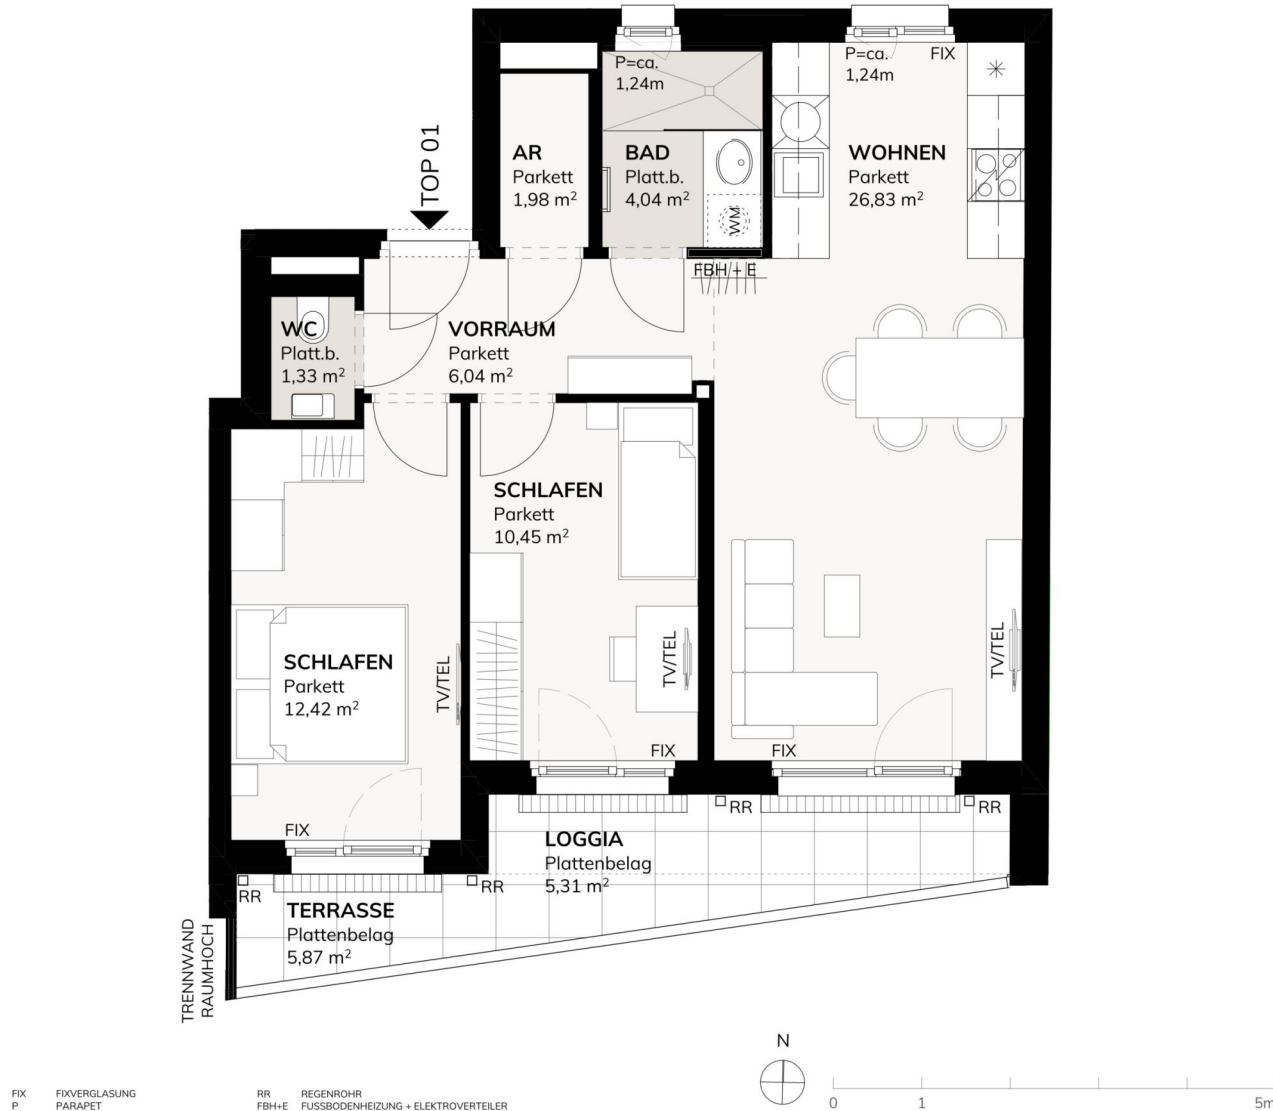 P=ca.
1,24m
P=ca.
1,24m
FIX
TOP 01
AR
Parkett
1,98 m²
BAD
Platt.b.
4,04 m²
WM
WOHNEN
Parkett
26,83 m²
FBH + E
WC
Platt.b.
1,33 m²
VORRAUM
Parkett
6,04 m²
SCHLAFEN
Parkett
10,45 m²
SCHLAFEN
Parkett
12,42 m²
TV/TEL
TV/TEL
TV/TEL
FIX
FIX
FIX
RR
RR
RR
RR
LOGGIA
Plattenbelag
5,31 m²
TERRASSE
Plattenbelag
5,87 m²
TRENNWAND
RAUMHOCH
N
0 1 5m
FIX FIXVERGLASUNG
P PARAPET
RR REGENROHR
FBH+E FUSSBODENHEIZUNG + ELEKTROVERTEILER